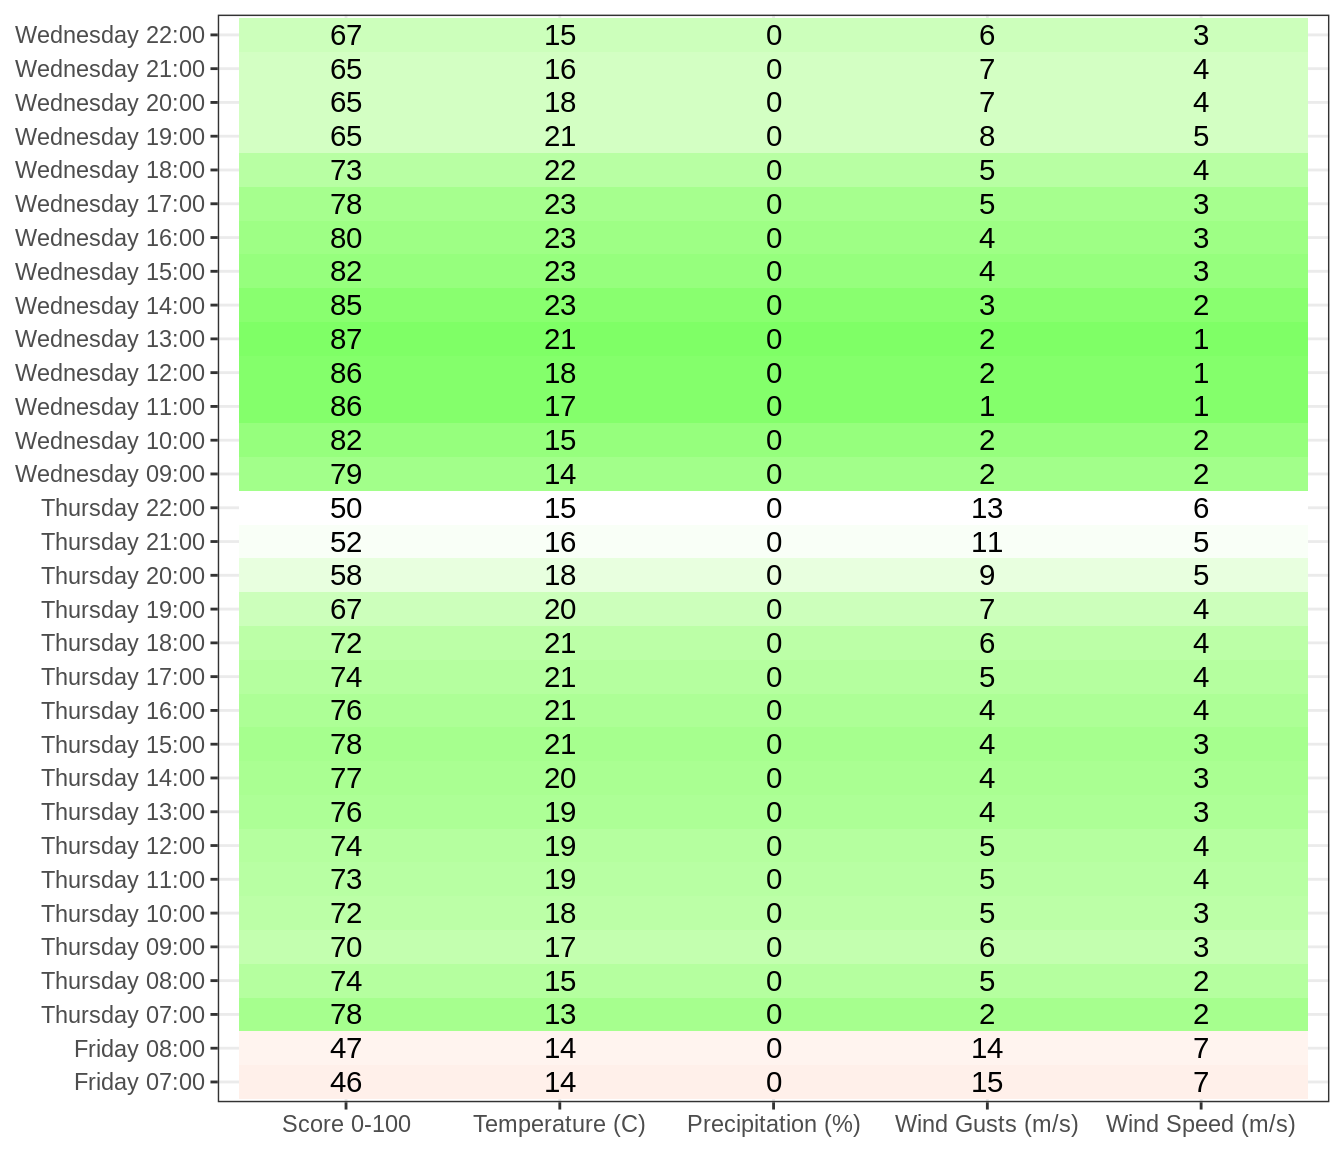 Wednesday 22:00 67 15 0 6 3
Wednesday 21:00 65 16 0 7 4
Wednesday 20:00 65 18 0 7 4
Wednesday 19:00 65 21 0 8 5
Wednesday 18:00 73 22 0 5 4
Wednesday 17:00 78 23 0 5 3
Wednesday 16:00 80 23 0 4 3
Wednesday 15:00 82 23 0 4 3
Wednesday 14:00 85 23 0 3 2
Wednesday 13:00 87 21 0 2 1
Wednesday 12:00 86 18 0 2 1
Wednesday 11:00 86 17 0 1 1
Wednesday 10:00 82 15 0 2 2
Wednesday 09:00 79 14 0 2 2
Thursday 22:00 50 15 0 13 6
Thursday 21:00 52 16 0 11 5
Thursday 20:00 58 18 0 9 5
Thursday 19:00 67 20 0 7 4
Thursday 18:00 72 21 0 6 4
Thursday 17:00 74 21 0 5 4
Thursday 16:00 76 21 0 4 4
Thursday 15:00 78 21 0 4 3
Thursday 14:00 77 20 0 4 3
Thursday 13:00 76 19 0 4 3
Thursday 12:00 74 19 0 5 4
Thursday 11:00 73 19 0 5 4
Thursday 10:00 72 18 0 5 3
Thursday 09:00 70 17 0 6 3
Thursday 08:00 74 15 0 5 2
Thursday 07:00 78 13 0 2 2
Friday 08:00 47 14 0 14 7
Friday 07:00 46 14 0 15 7
Score 0-100 Temperature (C) Precipitation (%) Wind Gusts (m/s) Wind Speed (m/s)